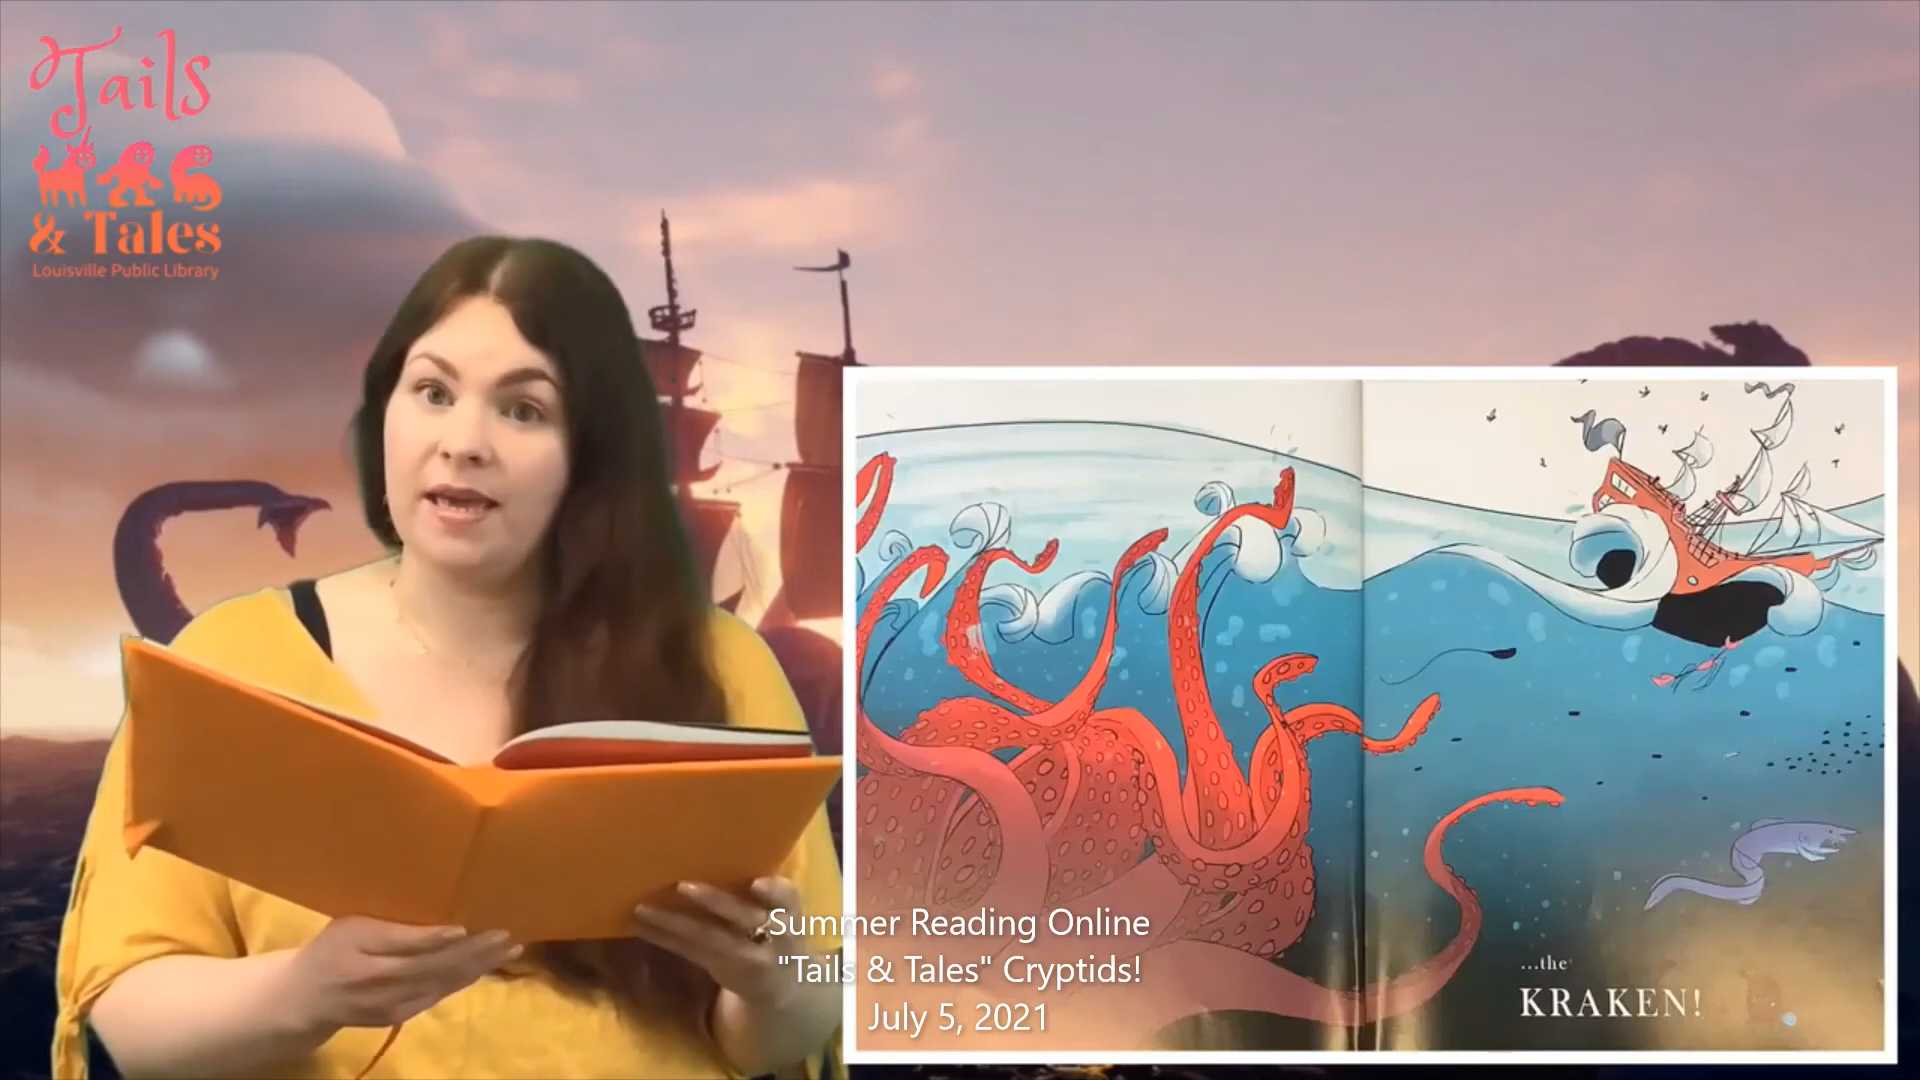 Tails
& Tales
Louisville Public Library
Summer Reading Online
"Tails & Tales" Cryptids!
July 5, 2021
...the
KRAKEN!